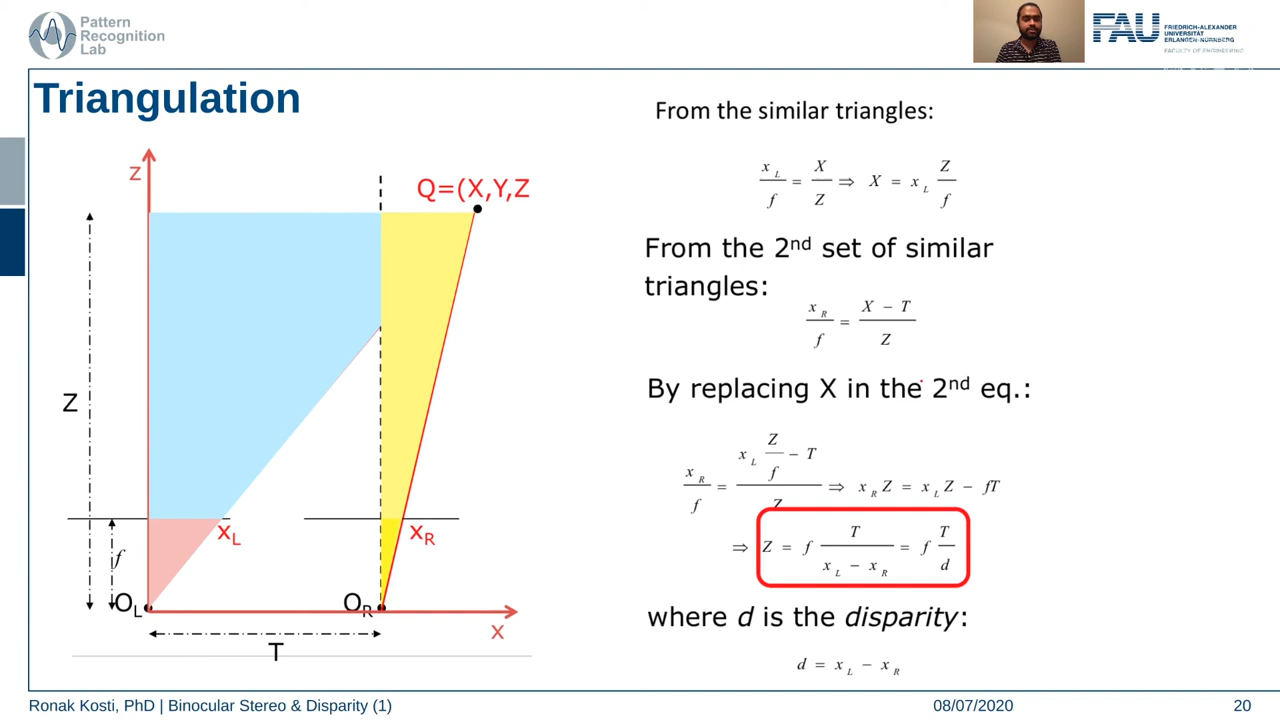 Pattern
Recognition
Lab
FAU
FRIEDRICH-ALEXANDER
UNIVERSITÄT
ERLANGEN-NÜRNBERG
FACULTY OF ENGINEERING
Triangulation
From the similar triangles:
x_L / f = X / Z ⇒ X = x_L Z / f
From the 2nd set of similar
triangles:
x_R / f = (X − T) / Z
By replacing X in the 2nd eq.:
x_R / f = (x_L Z / f − T) / Z ⇒ x_R Z = x_L Z − fT
⇒ Z = f T / (x_L − x_R) = f T / d
where d is the disparity:
d = x_L − x_R
z
Q=(X,Y,Z
Z
f
x_L
x_R
O_L
O_R
x
T
Ronak Kosti, PhD | Binocular Stereo & Disparity (1)
08/07/2020
20